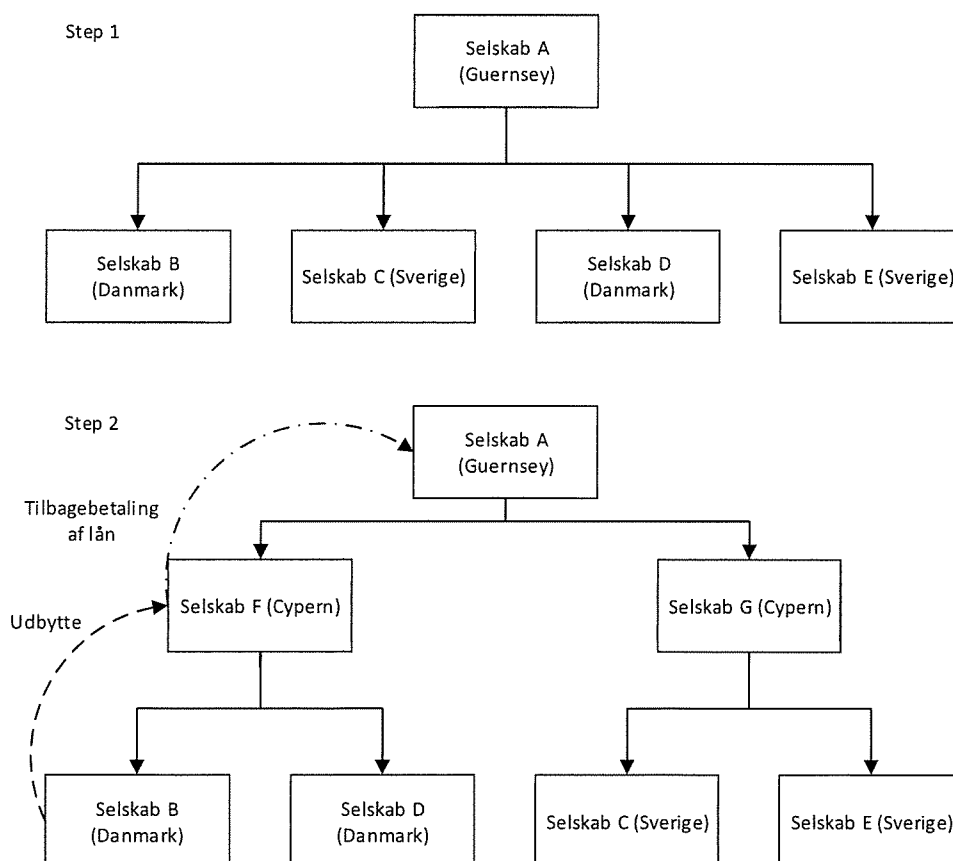 Step 1
Selskab A
(Guernsey)
Selskab B
(Danmark)
Selskab C (Sverige)
Selskab D
(Danmark)
Selskab E (Sverige)
Step 2
Selskab A
(Guernsey)
Tilbagebetaling
af lån
Selskab F (Cypern)
Selskab G (Cypern)
Udbytte
Selskab B
(Danmark)
Selskab D
(Danmark)
Selskab C (Sverige)
Selskab E (Sverige)